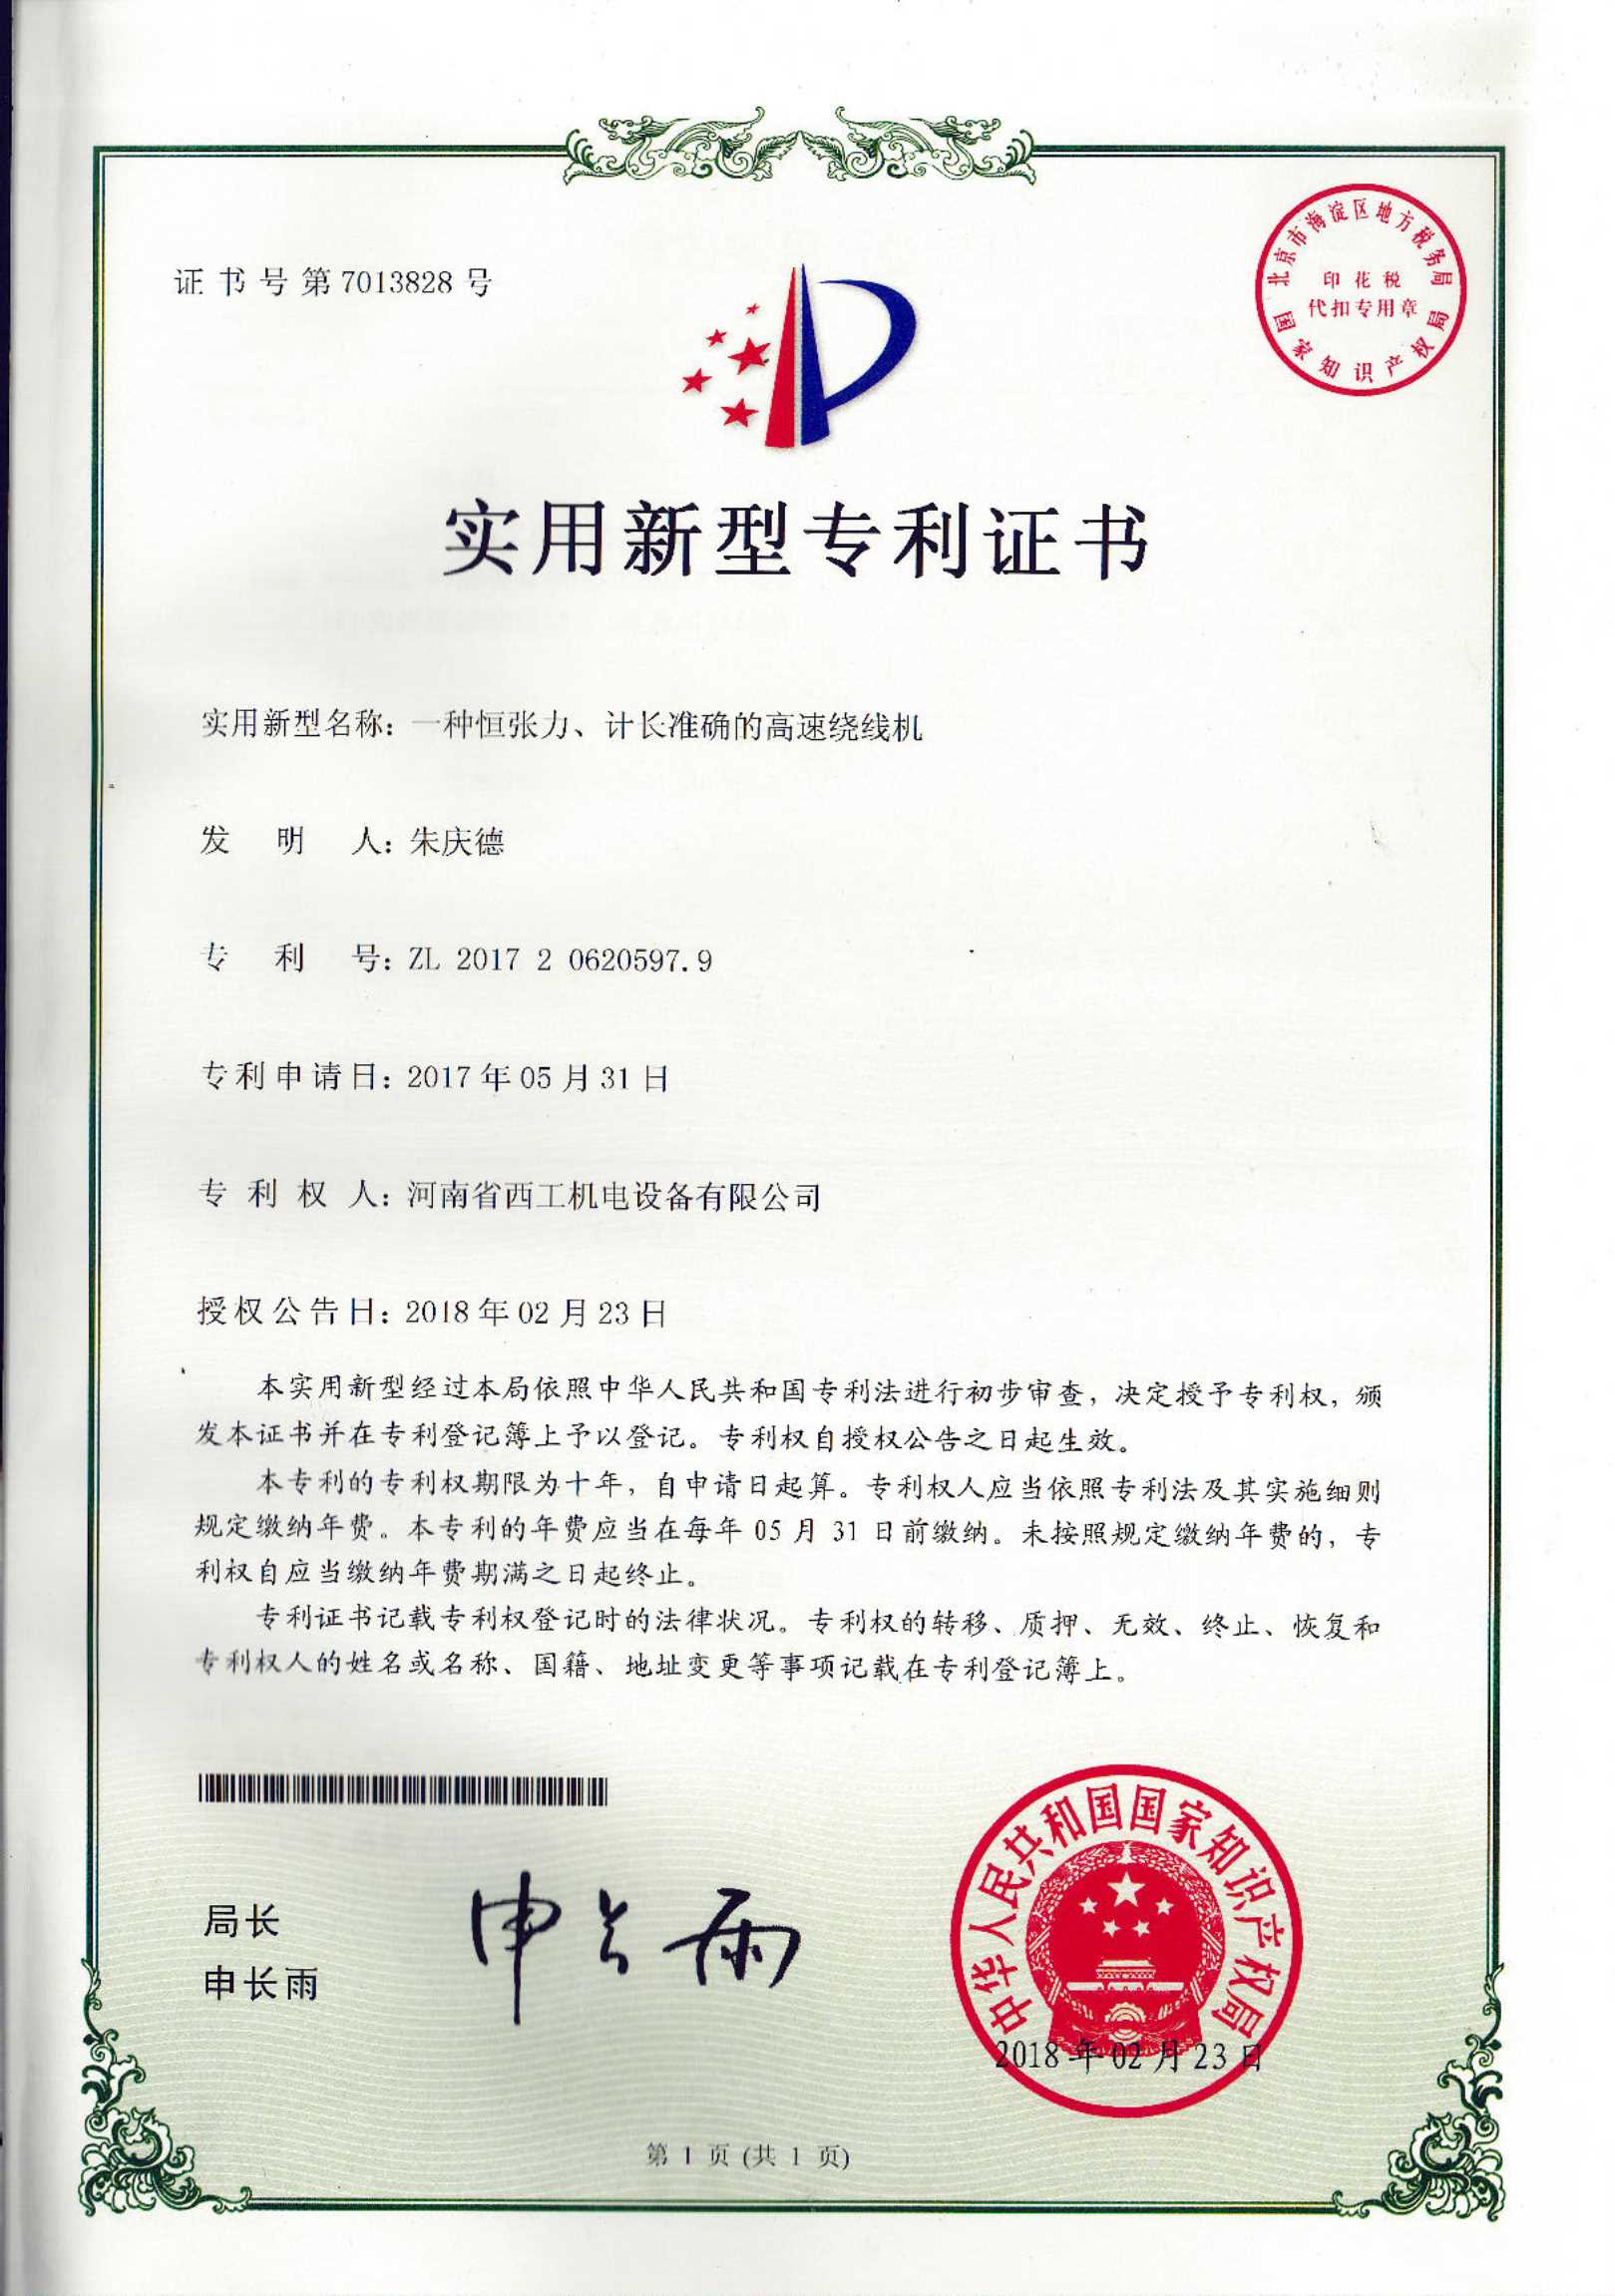 证书号第7013828号
北京市海淀区地方税务局
印花税
代扣专用章
国家知识产权局
实用新型专利证书
实用新型名称：一种恒张力、计长准确的高速绕线机
发明人：朱庆德
专利号：ZL 2017 2 0620597.9
专利申请日：2017年05月31日
专利权人：河南省西工机电设备有限公司
授权公告日：2018年02月23日
本实用新型经过本局依照中华人民共和国专利法进行初步审查，决定授予专利权，颁
发本证书并在专利登记簿上予以登记。专利权自授权公告之日起生效。
本专利的专利权期限为十年，自申请日起算。专利权人应当依照专利法及其实施细则
规定缴纳年费。本专利的年费应当在每年05月31日前缴纳。未按照规定缴纳年费的，专
利权自应当缴纳年费期满之日起终止。
专利证书记载专利权登记时的法律状况。专利权的转移、质押、无效、终止、恢复和
专利权人的姓名或名称、国籍、地址变更等事项记载在专利登记簿上。
局长
申长雨
申长雨
中华人民共和国国家知识产权局
2018年02月23日
第1页(共1页)